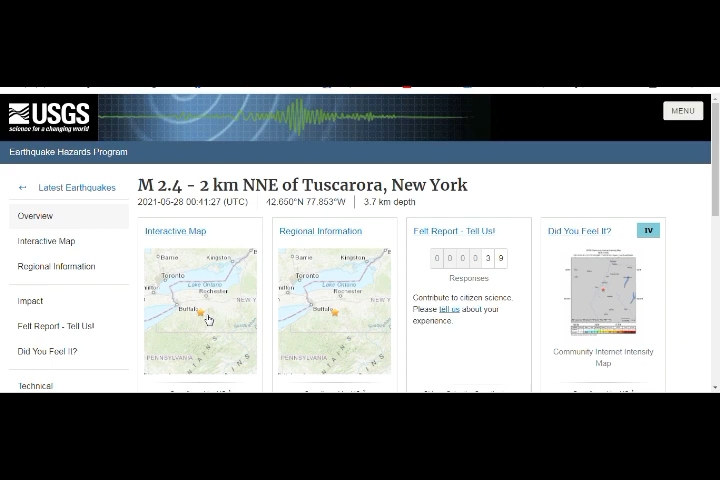 USGS
science for a changing world
MENU
Earthquake Hazards Program
← Latest Earthquakes
Overview
Interactive Map
Regional Information
Impact
Felt Report - Tell Us!
Did You Feel It?
Technical
M 2.4 - 2 km NNE of Tuscarora, New York
2021-05-28 00:41:27 (UTC) 42.650°N 77.853°W 3.7 km depth
Interactive Map
Barrie
Kingston
Toronto
Lake Ontario
Rochester
Buffalo
NEW Y
PENNSYLVANIA
Regional Information
Barrie
Kingston
Toronto
Lake Ontario
Rochester
Buffalo
NEW Y
PENNSYLVANIA
Felt Report - Tell Us!
0 0 0 0 3 9
Responses
Contribute to citizen science.
Please tell us about your
experience.
Did You Feel It?
IV
Community Internet Intensity
Map